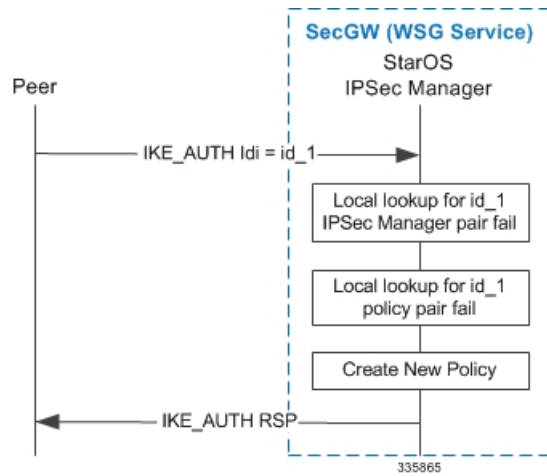 SecGW (WSG Service)
StarOS
IPSec Manager
Peer
IKE_AUTH Idi = id_1
Local lookup for id_1
IPSec Manager pair fail
Local lookup for id_1
policy pair fail
Create New Policy
IKE_AUTH RSP
335865